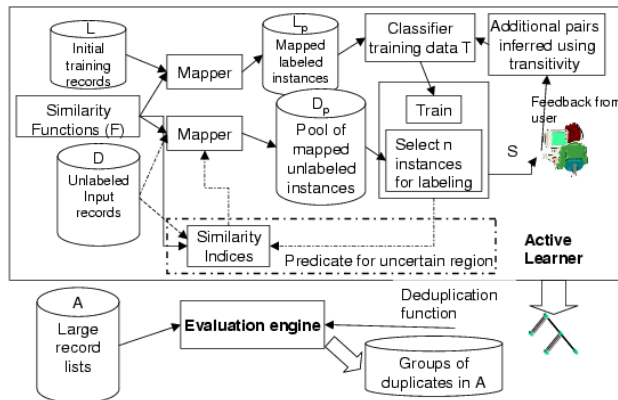 L
Initial
training
records
Mapper
Lp
Mapped
labeled
instances
Classifier
training data T
Additional pairs
inferred using
transitivity
Similarity
Functions (F)
Mapper
Dp
Pool of
mapped
unlabeled
instances
Train
Select n
instances
for labeling
S
Feedback from
user
D
Unlabeled
Input
records
Similarity
Indices
Predicate for uncertain region
Active
Learner
A
Large
record
lists
Evaluation engine
Deduplication
function
Groups of
duplicates in A